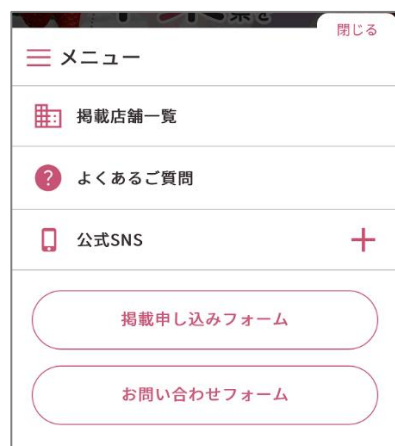 閉じる
メニュー
掲載店舗一覧
よくあるご質問
公式SNS
掲載申し込みフォーム
お問い合わせフォーム